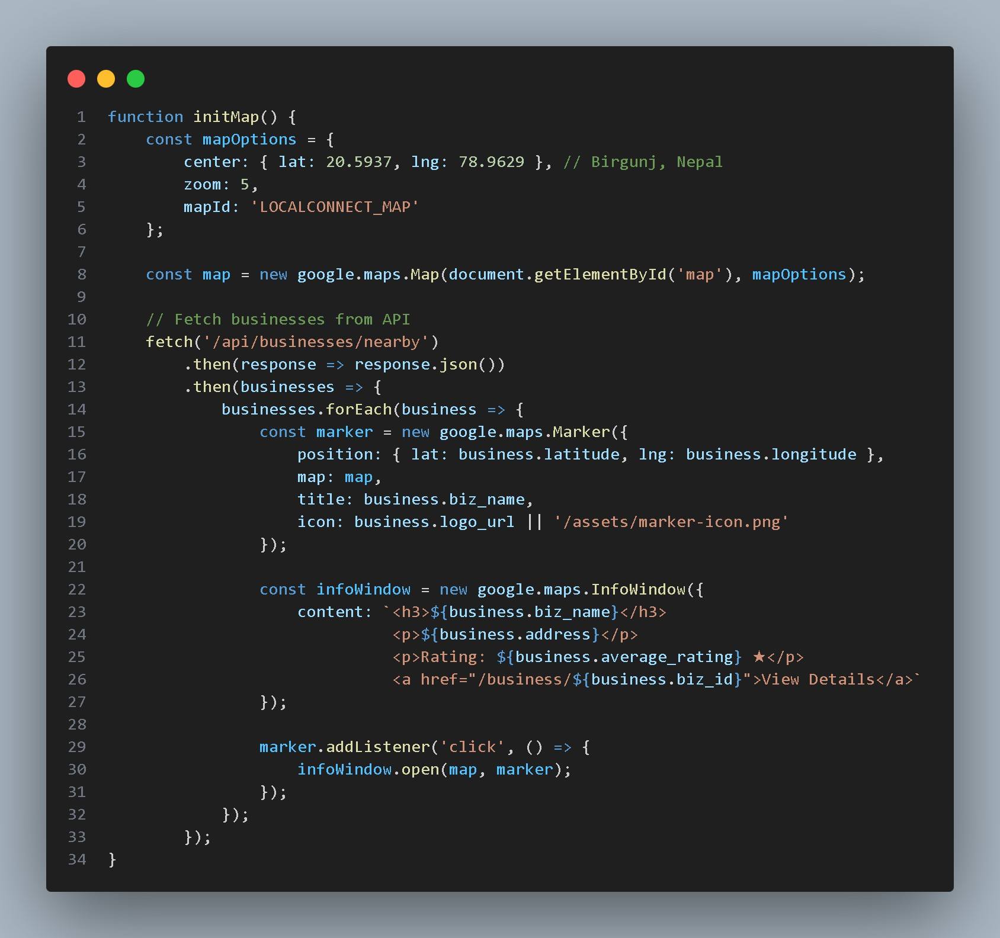 1 function initMap() {
2     const mapOptions = {
3         center: { lat: 20.5937, lng: 78.9629 }, // Birgunj, Nepal
4         zoom: 5,
5         mapId: 'LOCALCONNECT_MAP'
6     };
7
8     const map = new google.maps.Map(document.getElementById('map'), mapOptions);
9
10     // Fetch businesses from API
11     fetch('/api/businesses/nearby')
12         .then(response => response.json())
13         .then(businesses => {
14             businesses.forEach(business => {
15                 const marker = new google.maps.Marker({
16                     position: { lat: business.latitude, lng: business.longitude },
17                     map: map,
18                     title: business.biz_name,
19                     icon: business.logo_url || '/assets/marker-icon.png'
20                 });
21
22                 const infoWindow = new google.maps.InfoWindow({
23                     content: `<h3>${business.biz_name}</h3>
24                               <p>${business.address}</p>
25                               <p>Rating: ${business.average_rating} ★</p>
26                               <a href="/business/${business.biz_id}">View Details</a>`
27                 });
28
29                 marker.addListener('click', () => {
30                     infoWindow.open(map, marker);
31                 });
32             });
33         });
34 }